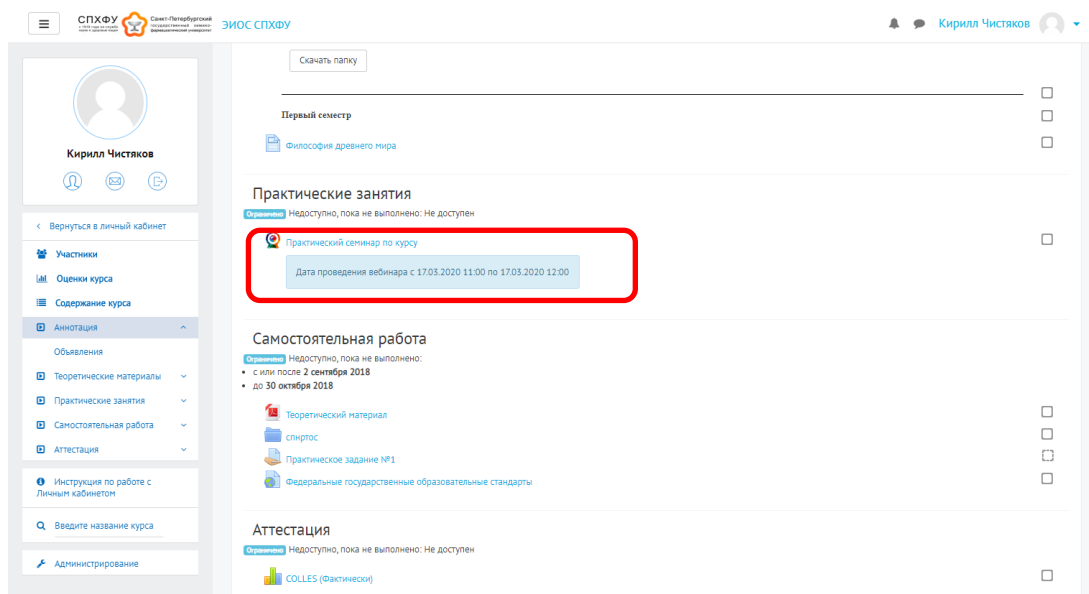 СПХФУ
Санкт-Петербургский
ЭИОС СПХФУ
Кирилл Чистяков
Скачать папку
Первый семестр
Философия древнего мира
Кирилл Чистяков
Вернуться в личный кабинет
Участники
Оценки курса
Содержание курса
Аннотация
Объявления
Теоретические материалы
Практические занятия
Самостоятельная работа
Аттестация
Инструкция по работе с
Личным кабинетом
Введите название курса
Администрирование
Практические занятия
Ограничено Недоступно, пока не выполнено: Не доступен
Практический семинар по курсу
Дата проведения вебинара с 17.03.2020 11:00 по 17.03.2020 12:00
Самостоятельная работа
Ограничено Недоступно, пока не выполнено:
с или после 2 сентября 2018
до 30 октября 2018
Теоретический материал
спнртос
Практическое задание №1
Федеральные государственные образовательные стандарты
Аттестация
Ограничено Недоступно, пока не выполнено: Не доступен
COLLES (Фактически)